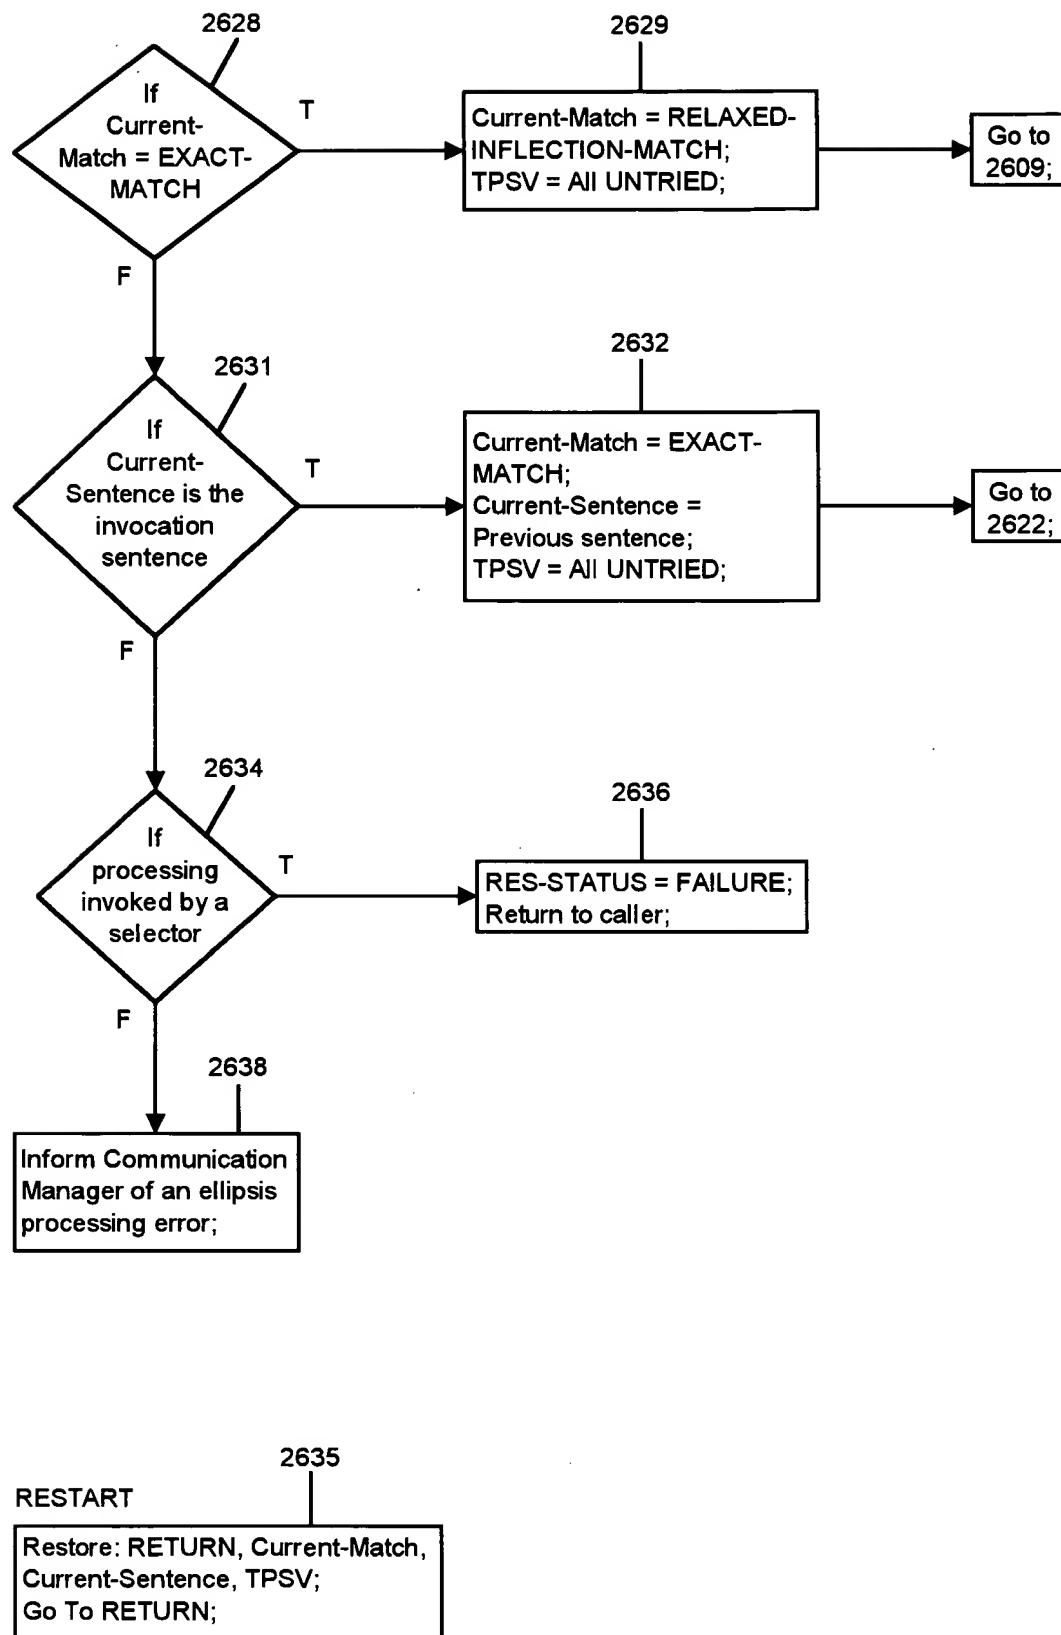 2628
If
Current-
Match = EXACT-
MATCH
T
F
2629
Current-Match = RELAXED-
INFLECTION-MATCH;
TPSV = All UNTRIED;
Go to
2609;
2631
If
Current-
Sentence is the
invocation
sentence
T
F
2632
Current-Match = EXACT-
MATCH;
Current-Sentence =
Previous sentence;
TPSV = All UNTRIED;
Go to
2622;
2634
If
processing
invoked by a
selector
T
F
2636
RES-STATUS = FAILURE;
Return to caller;
2638
Inform Communication
Manager of an ellipsis
processing error;
2635
RESTART
Restore: RETURN, Current-Match,
Current-Sentence, TPSV;
Go To RETURN;